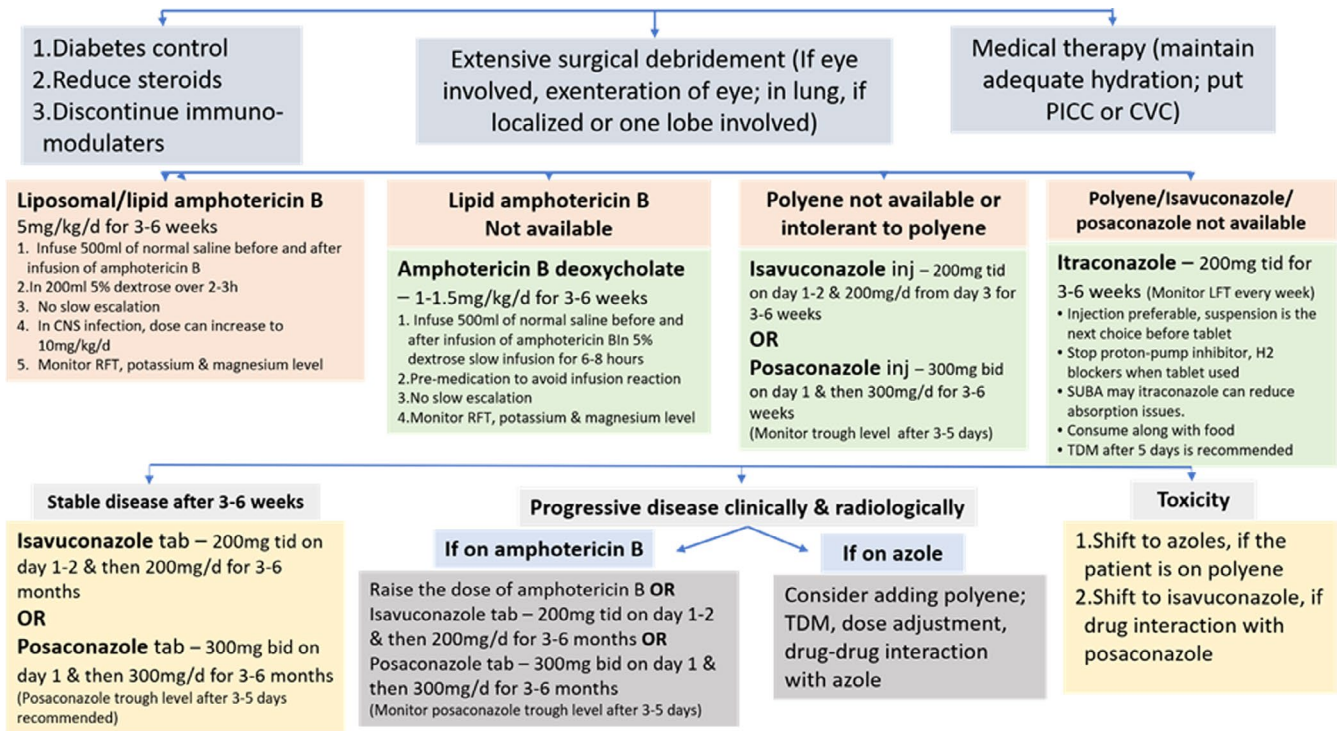 1.Diabetes control
2.Reduce steroids
3.Discontinue immuno-
modulaters
Extensive surgical debridement (If eye
involved, exenteration of eye; in lung, if
localized or one lobe involved)
Medical therapy (maintain
adequate hydration; put
PICC or CVC)
Liposomal/lipid amphotericin B
5mg/kg/d for 3-6 weeks
1. Infuse 500ml of normal saline before and after
infusion of amphotericin B
2.In 200ml 5% dextrose over 2-3h
3. No slow escalation
4. In CNS infection, dose can increase to
10mg/kg/d
5. Monitor RFT, potassium & magnesium level
Lipid amphotericin B
Not available
Amphotericin B deoxycholate
– 1-1.5mg/kg/d for 3-6 weeks
1. Infuse 500ml of normal saline before and
after infusion of amphotericin BIn 5%
dextrose slow infusion for 6-8 hours
2.Pre-medication to avoid infusion reaction
3.No slow escalation
4.Monitor RFT, potassium & magnesium level
Polyene not available or
intolerant to polyene
Isavuconazole inj – 200mg tid
on day 1-2 & 200mg/d from day 3 for
3-6 weeks
OR
Posaconazole inj – 300mg bid
on day 1 & then 300mg/d for 3-6
weeks
(Monitor trough level after 3-5 days)
Polyene/Isavuconazole/
posaconazole not available
Itraconazole – 200mg tid for
3-6 weeks (Monitor LFT every week)
• Injection preferable, suspension is the
next choice before tablet
• Stop proton-pump inhibitor, H2
blockers when tablet used
• SUBA may itraconazole can reduce
absorption issues.
• Consume along with food
• TDM after 5 days is recommended
Stable disease after 3-6 weeks
Isavuconazole tab – 200mg tid on
day 1-2 & then 200mg/d for 3-6
months
OR
Posaconazole tab – 300mg bid on
day 1 & then 300mg/d for 3-6 months
(Posaconazole trough level after 3-5 days
recommended)
Progressive disease clinically & radiologically
If on amphotericin B
Raise the dose of amphotericin B OR
Isavuconazole tab – 200mg tid on day 1-2
& then 200mg/d for 3-6 months OR
Posaconazole tab – 300mg bid on day 1 &
then 300mg/d for 3-6 months
(Monitor posaconazole trough level after 3-5 days)
If on azole
Consider adding polyene;
TDM, dose adjustment,
drug-drug interaction
with azole
Toxicity
1.Shift to azoles, if the
patient is on polyene
2.Shift to isavuconazole, if
drug interaction with
posaconazole